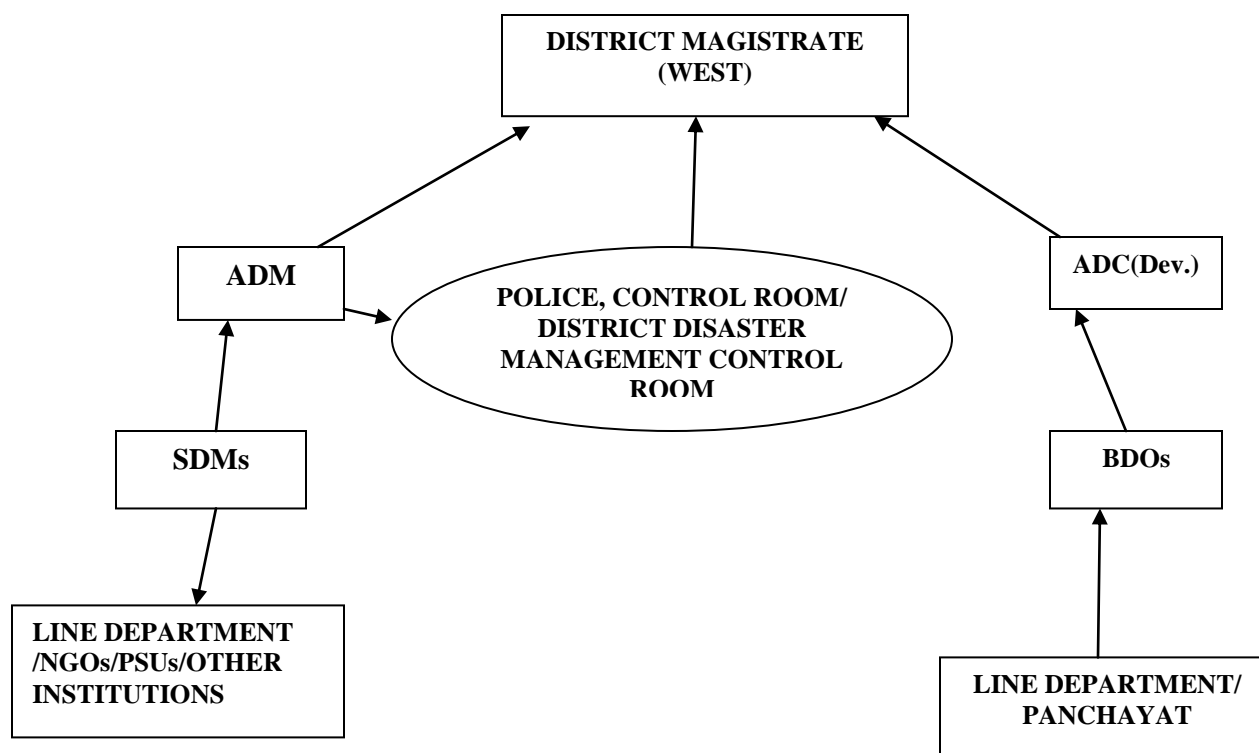 DISTRICT MAGISTRATE
(WEST)
ADM
ADC(Dev.)
POLICE, CONTROL ROOM/
DISTRICT DISASTER
MANAGEMENT CONTROL
ROOM
SDMs
BDOs
LINE DEPARTMENT
/NGOs/PSUs/OTHER
INSTITUTIONS
LINE DEPARTMENT/
PANCHAYAT